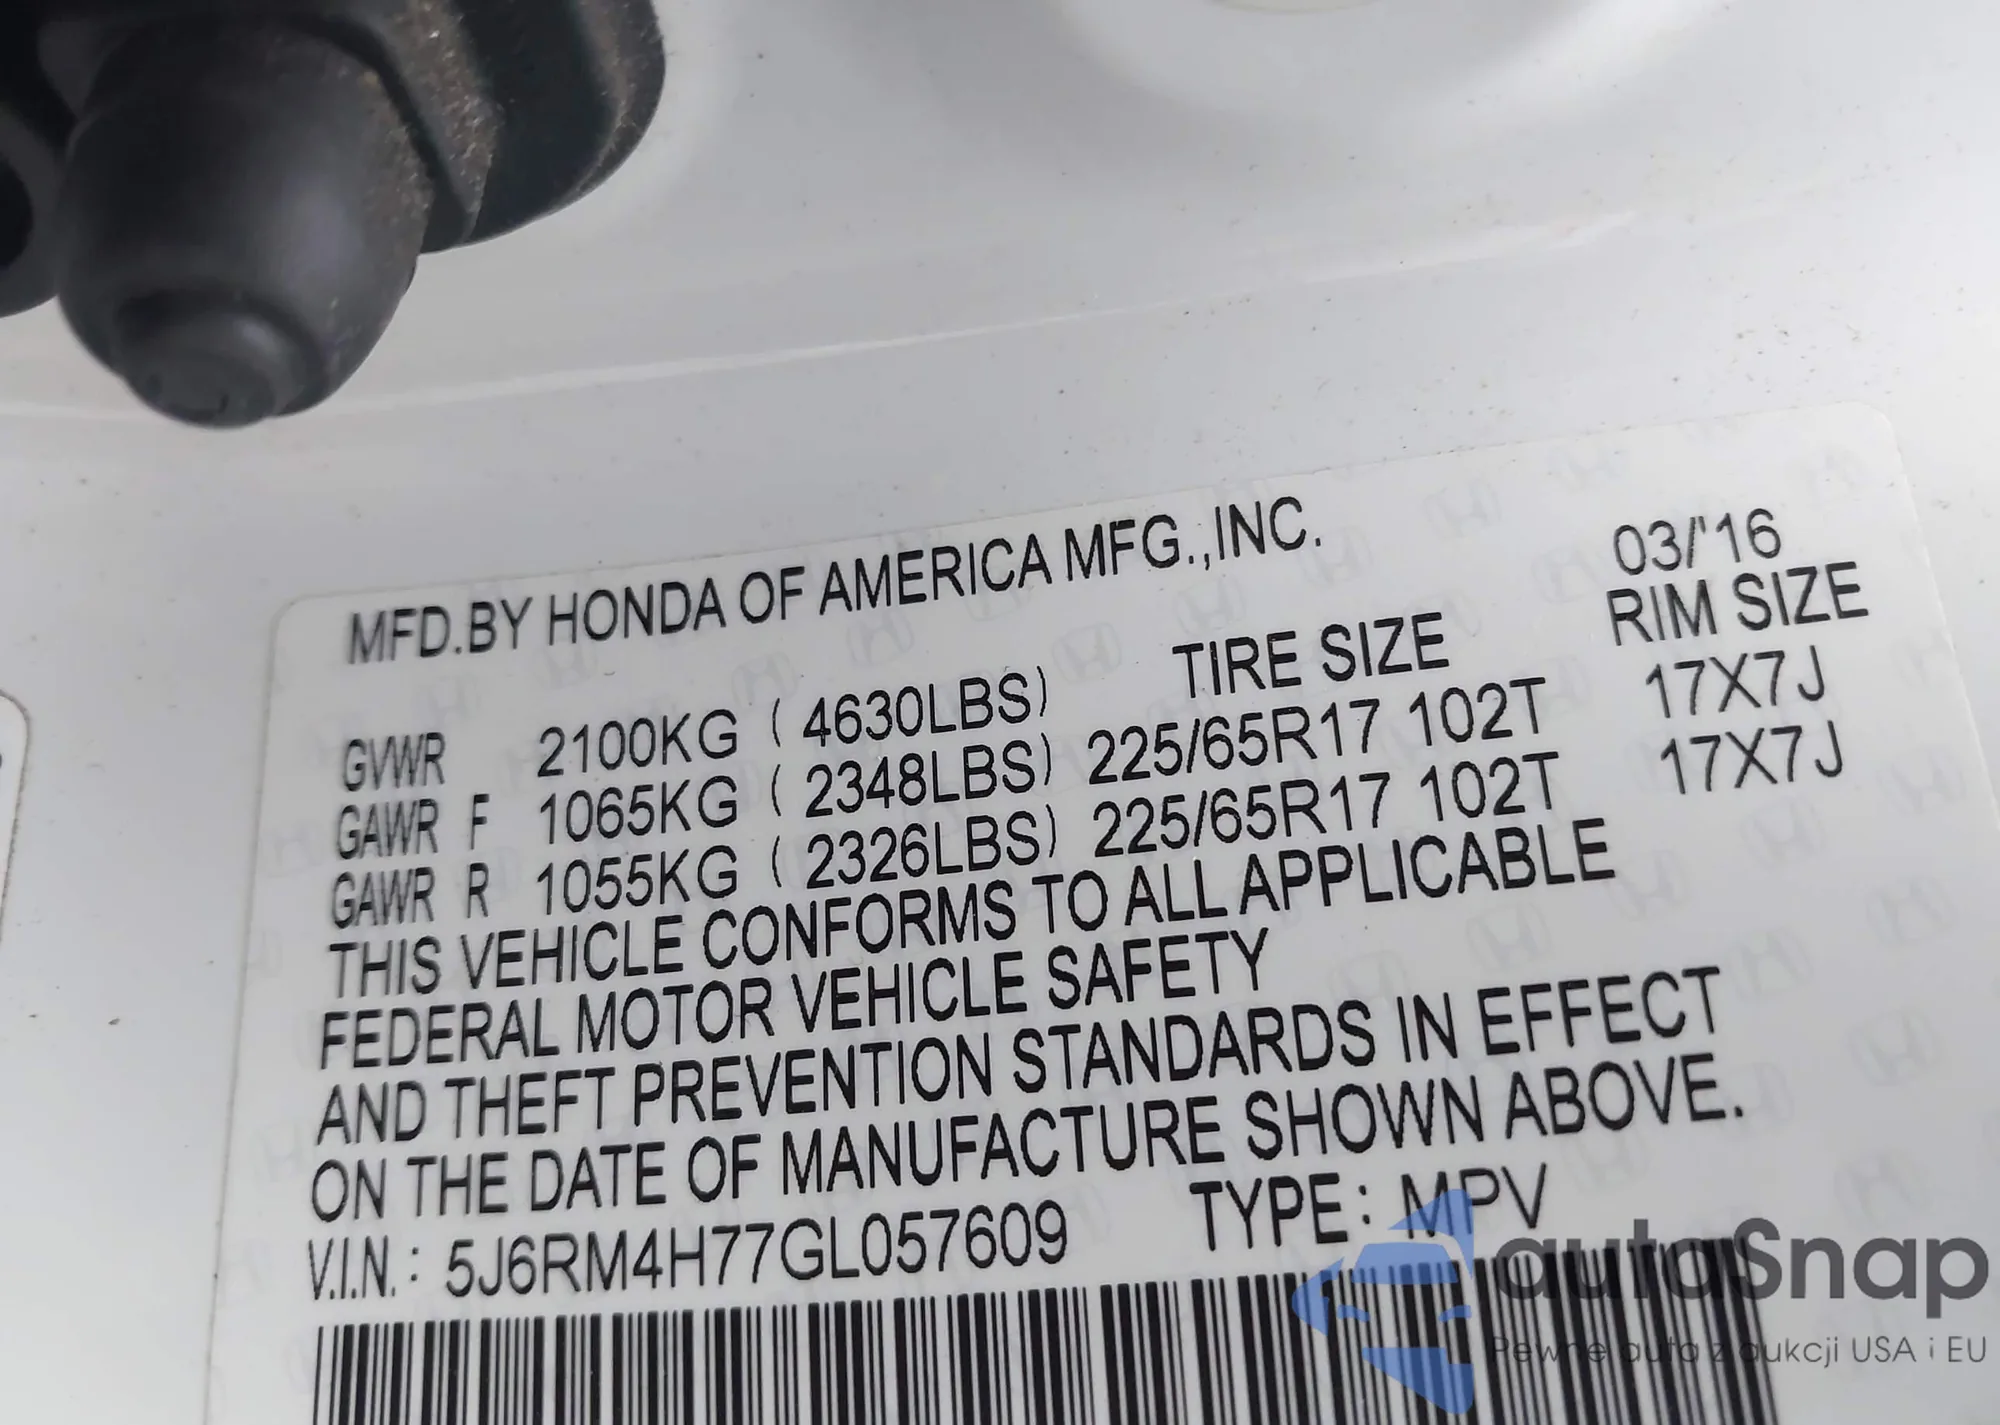 MFD.BY HONDA OF AMERICA MFG.,INC. 03/'16
TIRE SIZE RIM SIZE
GVWR 2100KG ( 4630LBS)
GAWR F 1065KG ( 2348LBS) 225/65R17 102T 17X7J
GAWR R 1055KG ( 2326LBS) 225/65R17 102T 17X7J
THIS VEHICLE CONFORMS TO ALL APPLICABLE
FEDERAL MOTOR VEHICLE SAFETY
AND THEFT PREVENTION STANDARDS IN EFFECT
ON THE DATE OF MANUFACTURE SHOWN ABOVE.
V.I.N.: 5J6RM4H77GL057609 TYPE: MPV
autoSnap
Pewne auta z aukcji USA i EU